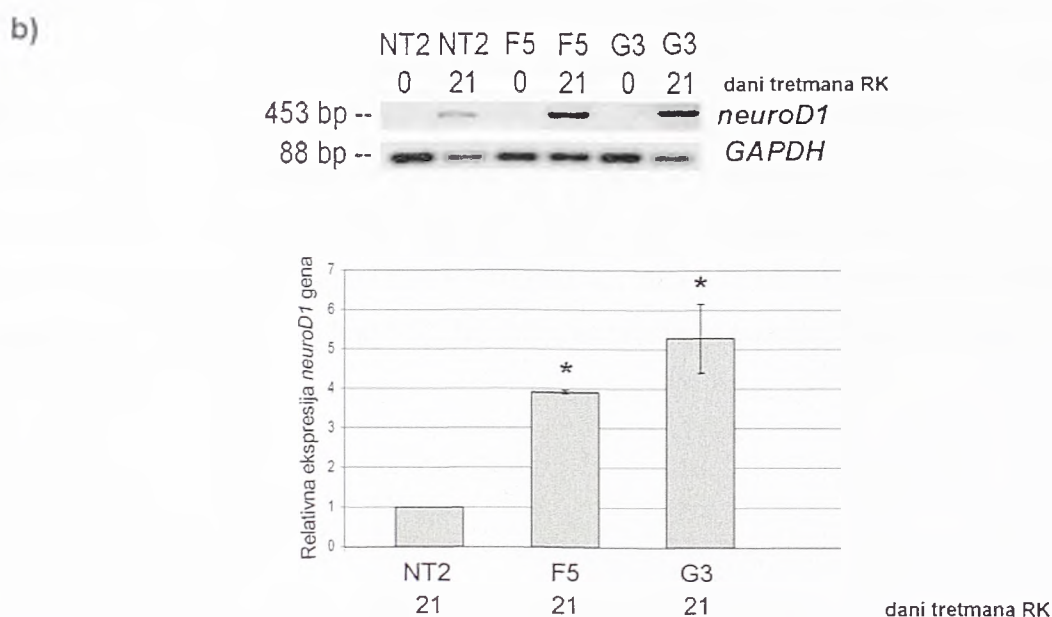 b)
NT2 NT2 F5 F5 G3 G3
0 21 0 21 0 21 dani tretmana RK
453 bp -- neuroD1
88 bp -- GAPDH
Relativna ekspresija neuroD1 gena
7
6
5
4
3
2
1
0
* *
NT2 F5 G3
21 21 21 dani tretmana RK